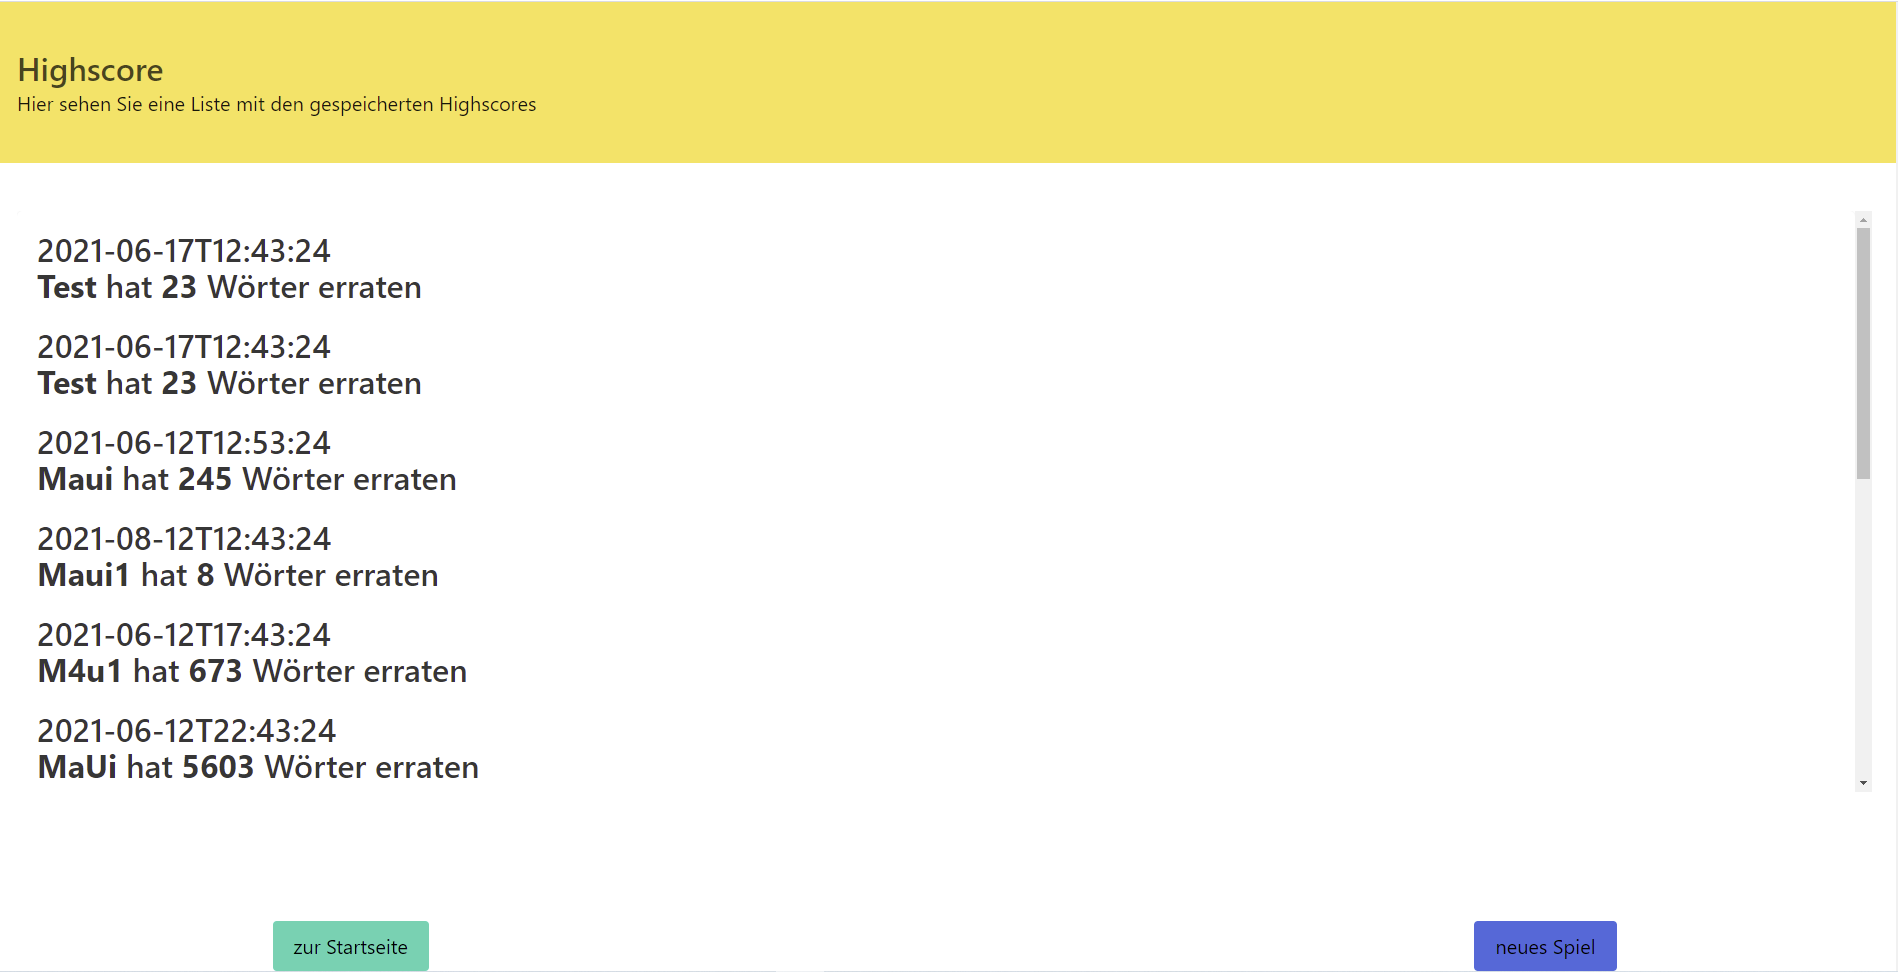 Highscore
Hier sehen Sie eine Liste mit den gespeicherten Highscores
2021-06-17T12:43:24
Test hat 23 Wörter erraten
2021-06-17T12:43:24
Test hat 23 Wörter erraten
2021-06-12T12:53:24
Maui hat 245 Wörter erraten
2021-08-12T12:43:24
Maui1 hat 8 Wörter erraten
2021-06-12T17:43:24
M4u1 hat 673 Wörter erraten
2021-06-12T22:43:24
MaUi hat 5603 Wörter erraten
zur Startseite
neues Spiel